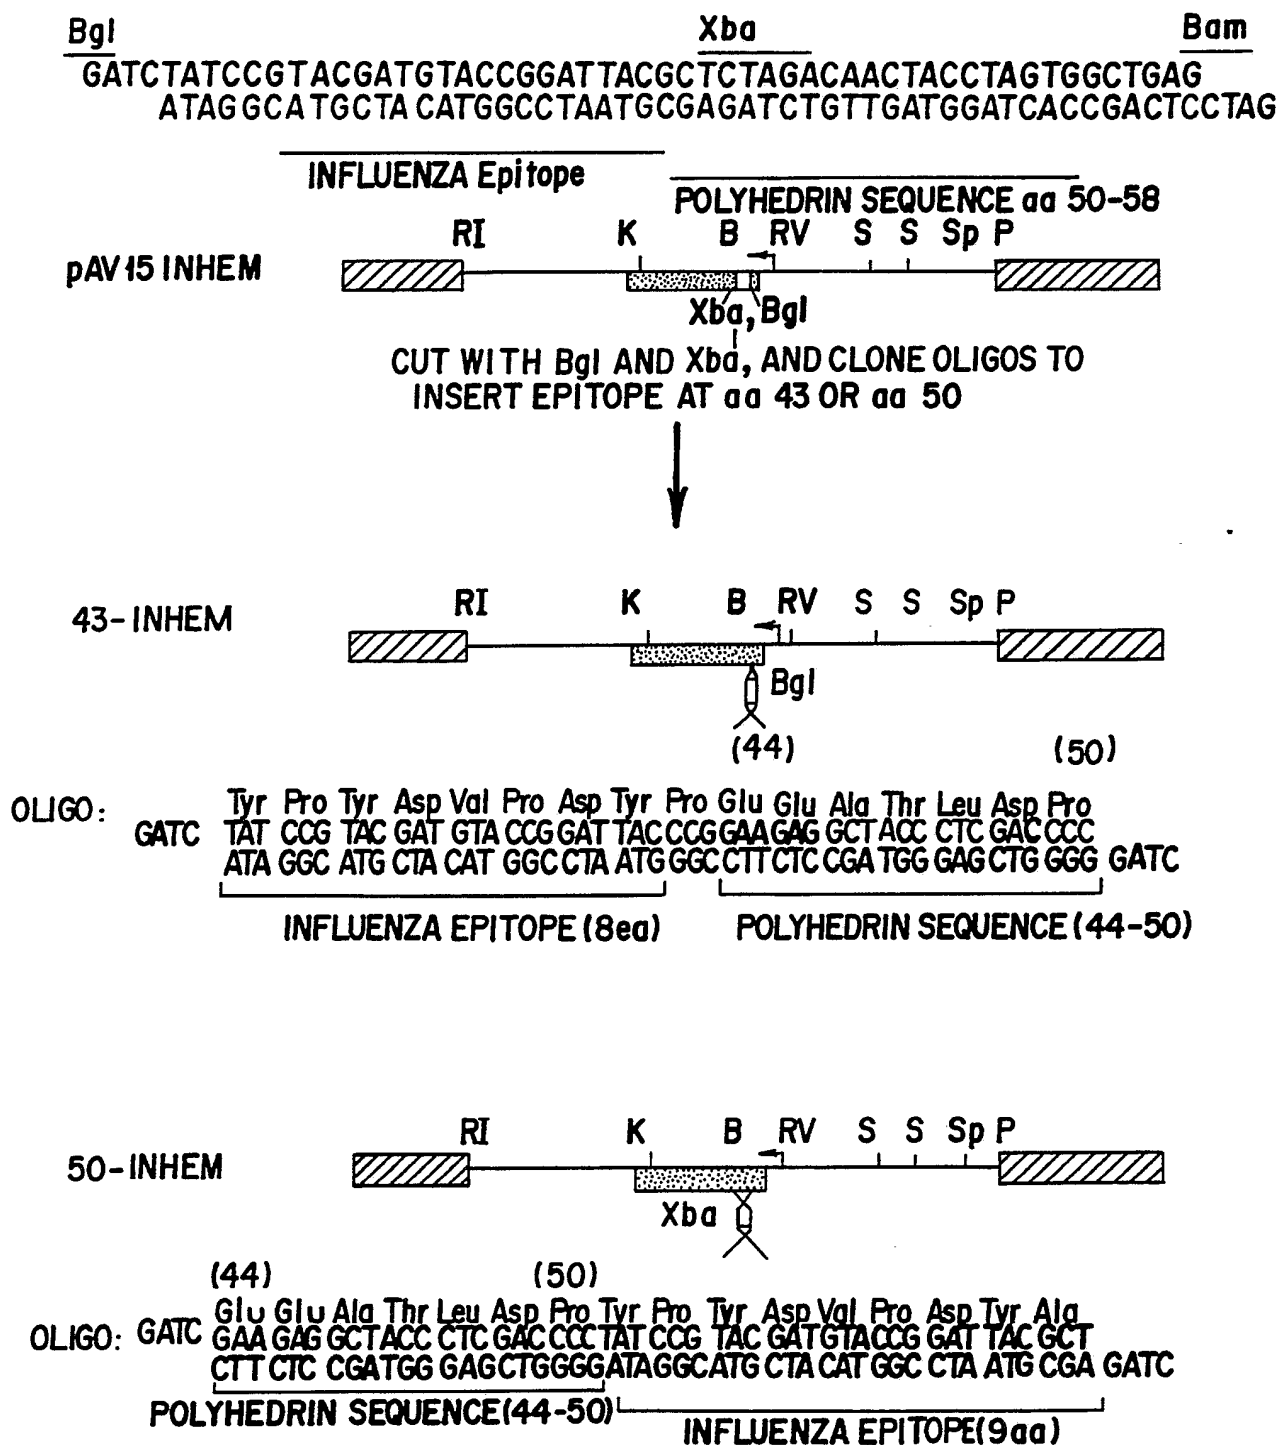 Bgl Xba Bam
GATCTATCCGTACGATGTACCGGATTACGCTCTAGACAACTACCTAGTGGCTGAG
ATAGGCATGCTACATGGCCTAATGCGAGATCTGTTGATGGATCACCGACTCCTAG
INFLUENZA Epitope
POLYHEDRIN SEQUENCE aa 50-58
RI K B RV S S Sp P
pAV15 INHEM
Xba, Bgl
CUT WITH Bgl AND Xba, AND CLONE OLIGOS TO
INSERT EPITOPE AT aa 43 OR aa 50
RI K B RV S S Sp P
43-INHEM
Bgl
(44) (50)
Tyr Pro Tyr Asp Val Pro Asp Tyr Pro Glu Glu Ala Thr Leu Asp Pro
OLIGO:
GATC TAT CCG TAC GAT GTA CCG GAT TAC CCG GAA GAG GCT ACC CTC GAC CCC
ATA GGC ATG CTA CAT GGC CTA ATG GGC CTT CTC CGA TGG GAG CTG GGG GATC
INFLUENZA EPITOPE (8ea) POLYHEDRIN SEQUENCE (44-50)
RI K B RV S S Sp P
50-INHEM
Xba
(44) (50)
Glu Glu Ala Thr Leu Asp Pro Tyr Pro Tyr Asp Val Pro Asp Tyr Ala
OLIGO: GATC GAA GAG GCT ACC CTC GAC CCC TAT CCG TAC GAT GTA CCG GAT TAC GCT
CTT CTC CGA TGG GAG CTG GGG ATA GGC ATG CTA CAT GGC CTA ATG CGA GATC
POLYHEDRIN SEQUENCE (44-50)
INFLUENZA EPITOPE (9aa)